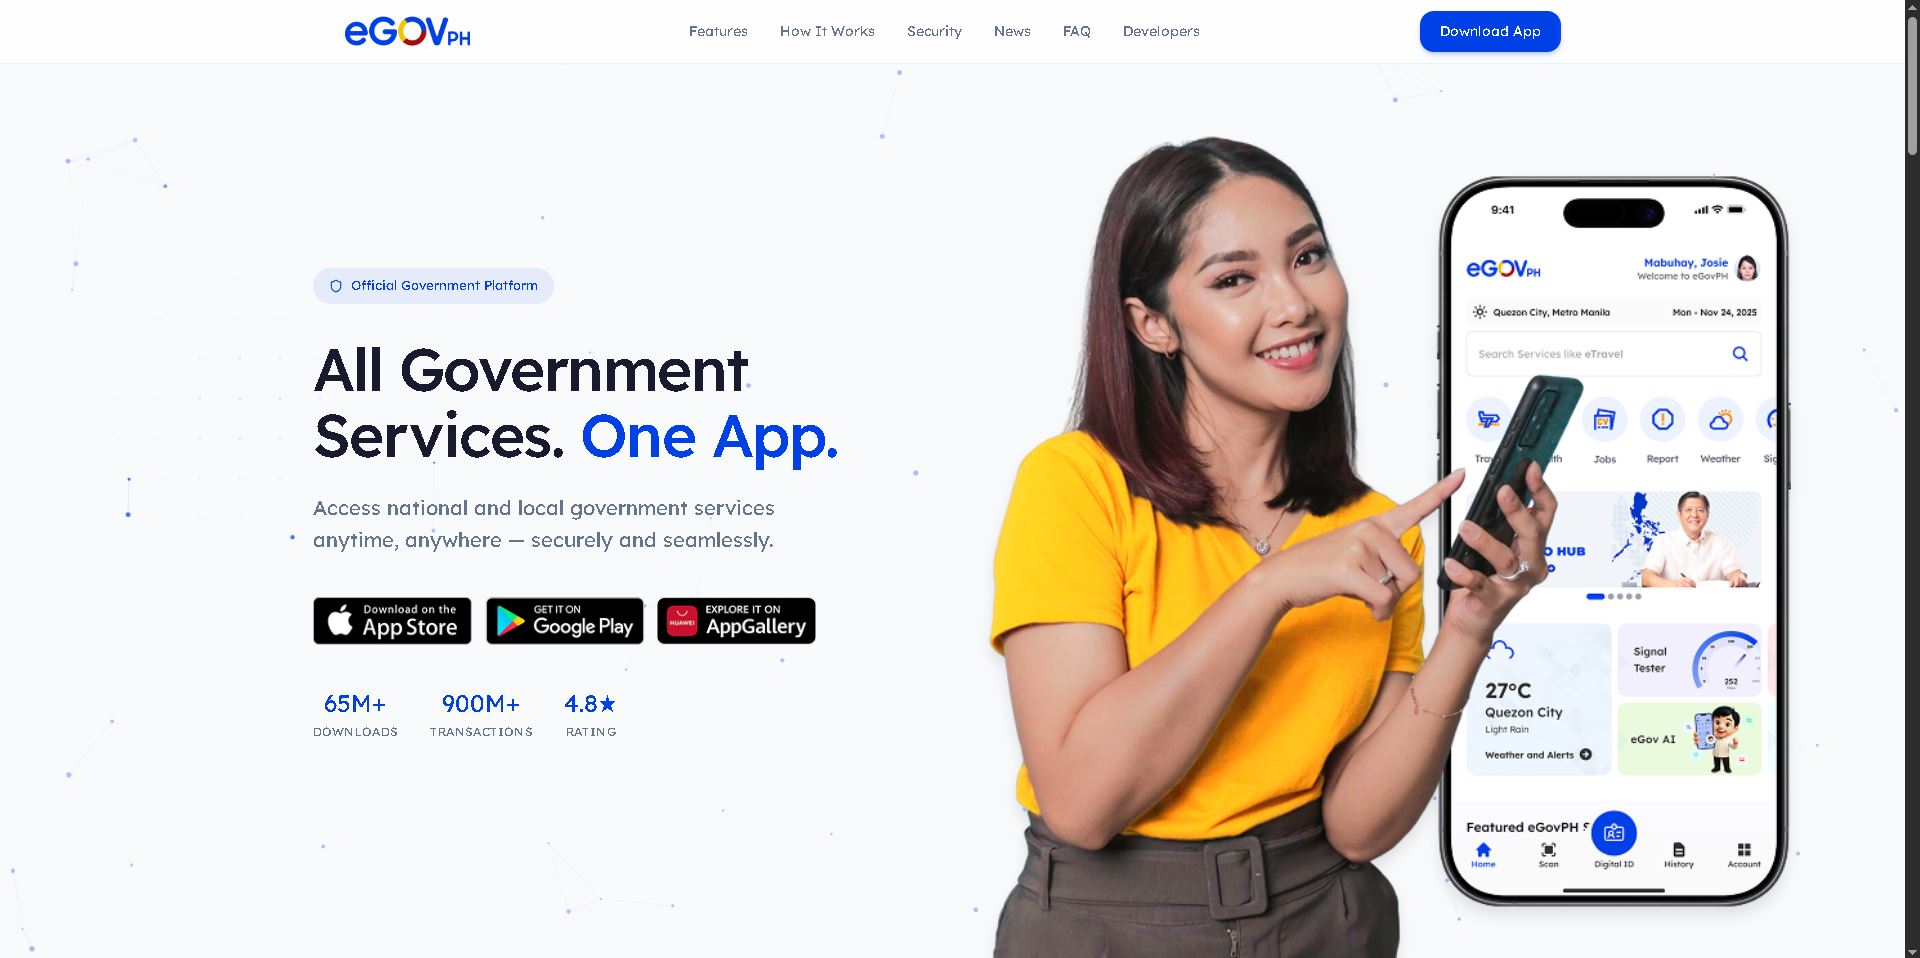 eGOVPH
Features
How It Works
Security
News
FAQ
Developers
Download App
Official Government Platform
All Government
Services. One App.
Access national and local government services
anytime, anywhere — securely and seamlessly.
Download on the
App Store
GET IT ON
Google Play
HUAWEI
EXPLORE IT ON
AppGallery
65M+
DOWNLOADS
900M+
TRANSACTIONS
4.8★
RATING
9:41
eGOVPH
Mabuhay, Josie
Welcome to eGovPH
Quezon City, Metro Manila
Mon - Nov 24, 2025
Search Services like eTravel
CV
Jobs
Report
Weather
HUB
Signal
Tester
252
27°C
Quezon City
Light Rain
Weather and Alerts
eGov AI
Featured eGovPH
Home
Scan
Digital ID
History
Account